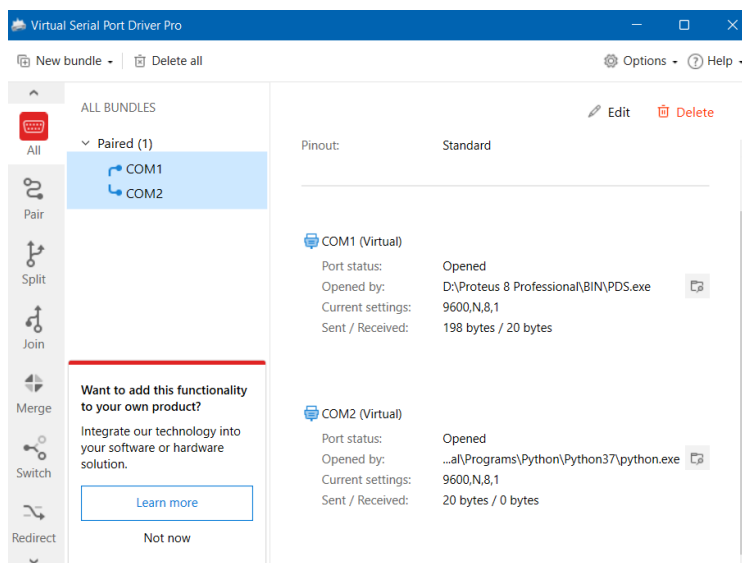 Virtual Serial Port Driver Pro
New bundle
Delete all
Options
Help
All
Pair
Split
Join
Merge
Switch
Redirect
ALL BUNDLES
Paired (1)
COM1
COM2
Want to add this functionality
to your own product?
Integrate our technology into
your software or hardware
solution.
Learn more
Not now
Edit
Delete
Pinout: Standard
COM1 (Virtual)
Port status: Opened
Opened by: D:\Proteus 8 Professional\BIN\PDS.exe
Current settings: 9600,N,8,1
Sent / Received: 198 bytes / 20 bytes
COM2 (Virtual)
Port status: Opened
Opened by: ...al\Programs\Python\Python37\python.exe
Current settings: 9600,N,8,1
Sent / Received: 20 bytes / 0 bytes